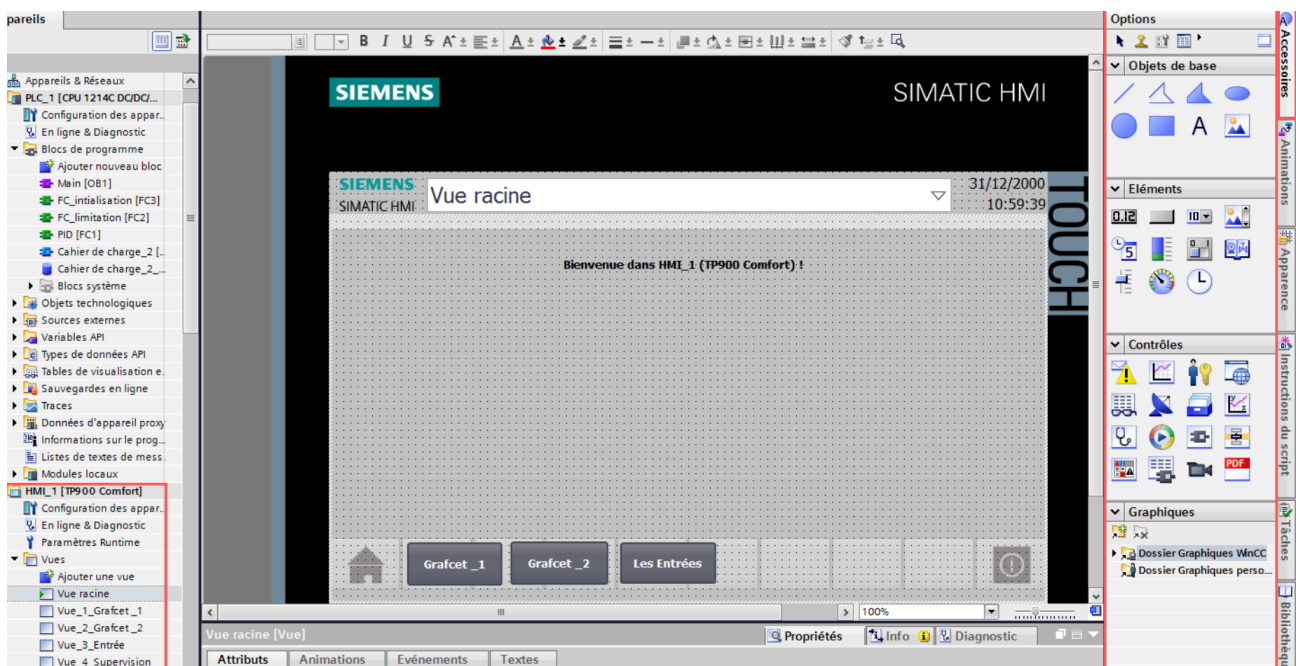 pareils
Options
B I U S A
Appareils & Réseaux
PLC_1 [CPU 1214C DC/DC/...
Configuration des appar..
En ligne & Diagnostic
Blocs de programme
Ajouter nouveau bloc
Main [OB1]
FC_intialisation [FC3]
FC_limitation [FC2]
PID [FC1]
Cahier de charge_2 [..
Cahier de charge_2_...
Blocs système
Objets technologiques
Sources externes
Variables API
Types de données API
Tables de visualisation e.
Sauvegardes en ligne
Traces
Données d'appareil proxy
Informations sur le prog...
Listes de textes de mess
Modules locaux
HMI_1 [TP900 Comfort]
Configuration des appar..
En ligne & Diagnostic
Paramètres Runtime
Vues
Ajouter une vue
Vue racine
Vue_1_Grafcet _1
Vue_2_Grafcet _2
Vue_3_Entrée
Vue_4_Supervision
SIEMENS
SIMATIC HMI
SIEMENS
SIMATIC HMI
Vue racine
31/12/2000
10:59:39
TOUCH
Bienvenue dans HMI_1 (TP900 Comfort) !
Grafcet _1
Grafcet _2
Les Entrées
100%
Vue racine [Vue]
Propriétés
Info
Diagnostic
Attributs
Animations
Evénements
Textes
Objets de base
A
Eléments
0.12
10
5
Contrôles
PDF
Graphiques
Dossier Graphiques WinCC
Dossier Graphiques perso...
Accessoires
Animations
Apparence
Instructions du script
Tâches
Bibliothèqu